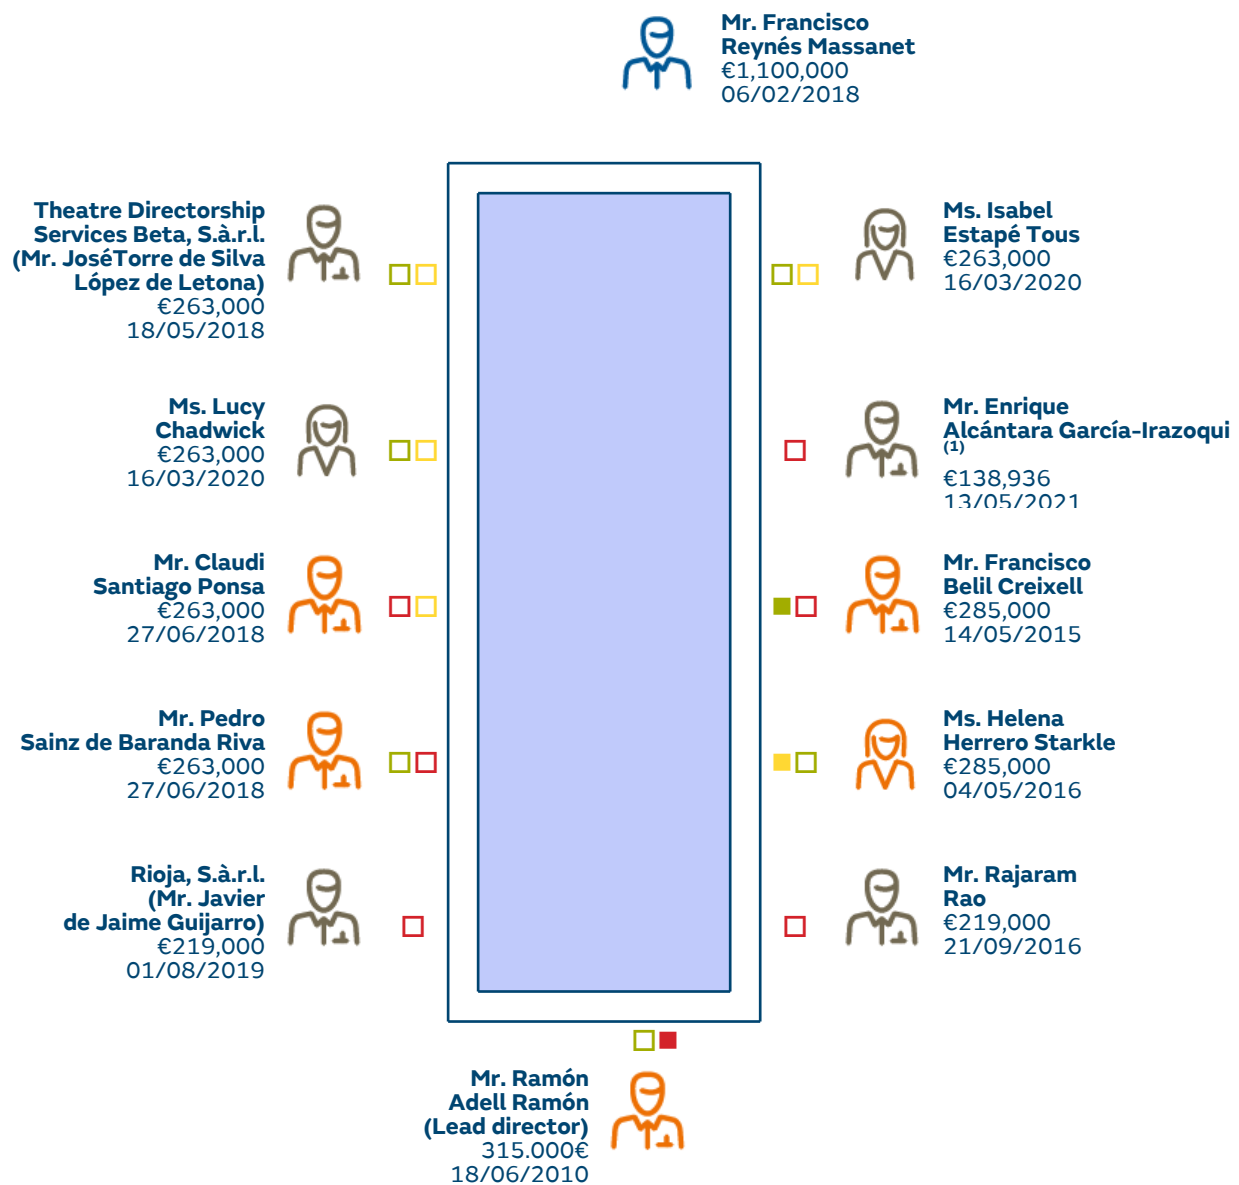 Mr. Francisco
Reynés Massanet
€1,100,000
06/02/2018
Theatre Directorship
Services Beta, S.à.r.l.
(Mr. JoséTorre de Silva
López de Letona)
€263,000
18/05/2018
Ms. Isabel
Estapé Tous
€263,000
16/03/2020
Ms. Lucy
Chadwick
€263,000
16/03/2020
Mr. Enrique
Alcántara García-Irazoqui
(1)
€138,936
13/05/2021
Mr. Claudi
Santiago Ponsa
€263,000
27/06/2018
Mr. Francisco
Belil Creixell
€285,000
14/05/2015
Mr. Pedro
Sainz de Baranda Riva
€263,000
27/06/2018
Ms. Helena
Herrero Starkle
€285,000
04/05/2016
Rioja, S.à.r.l.
(Mr. Javier
de Jaime Guijarro)
€219,000
01/08/2019
Mr. Rajaram
Rao
€219,000
21/09/2016
Mr. Ramón
Adell Ramón
(Lead director)
315.000€
18/06/2010